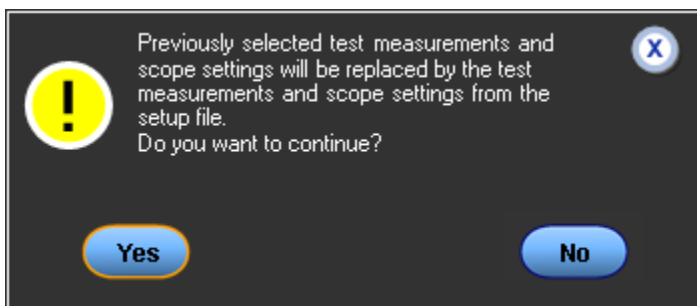 Previously selected test measurements and
scope settings will be replaced by the test
measurements and scope settings from the
setup file.
Do you want to continue?
X
!
Yes
No